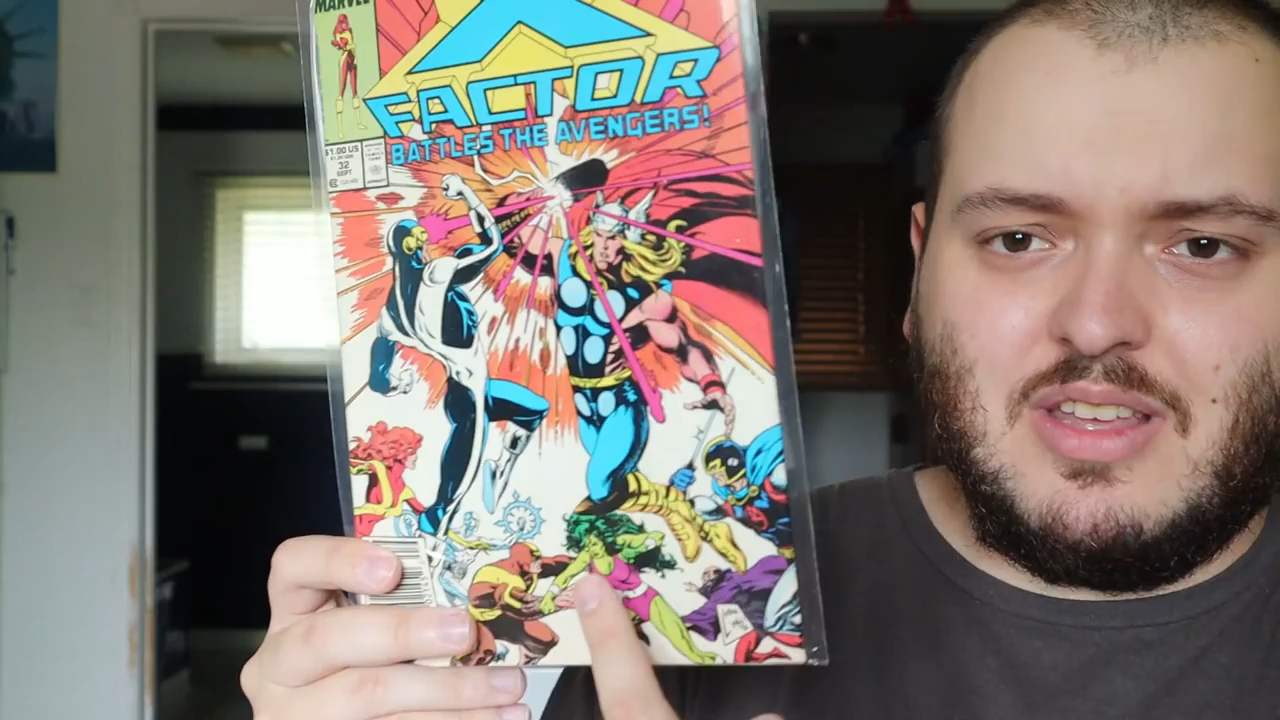 MARVEL
FACTOR
BATTLES THE AVENGERS!
$1.00 US
32
SEPT